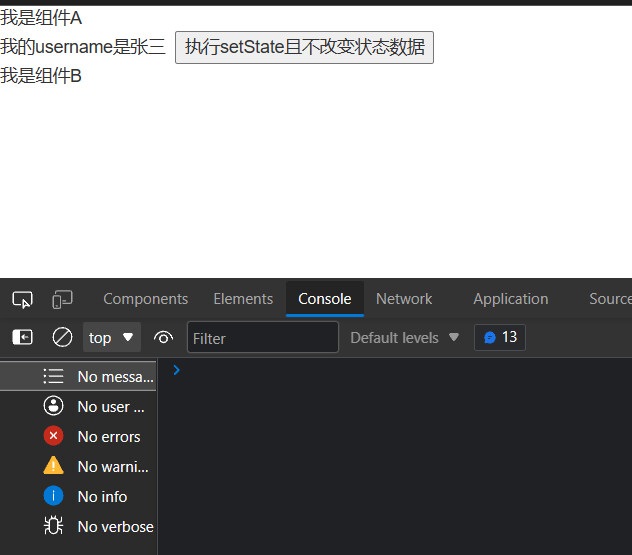 我是组件A
我的username是张三 执行setState且不改变状态数据
我是组件B
Components Elements Console Network Application Source
top Filter Default levels 13
No messa...
No user ...
No errors
No warni...
No info
No verbose